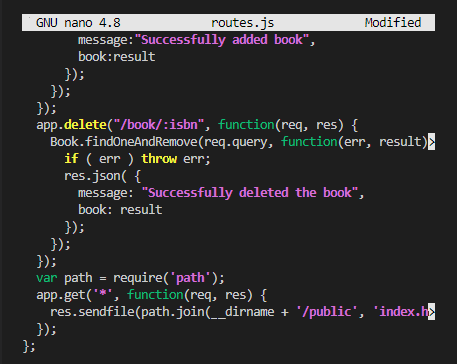 GNU nano 4.8 routes.js Modified
message:"Successfully added book",
book:result
});
});
});
app.delete("/book/:isbn", function(req, res) {
Book.findOneAndRemove(req.query, function(err, result)>
if ( err ) throw err;
res.json( {
message: "Successfully deleted the book",
book: result
});
});
});
var path = require('path');
app.get('*', function(req, res) {
res.sendfile(path.join(__dirname + '/public', 'index.h>
});
};